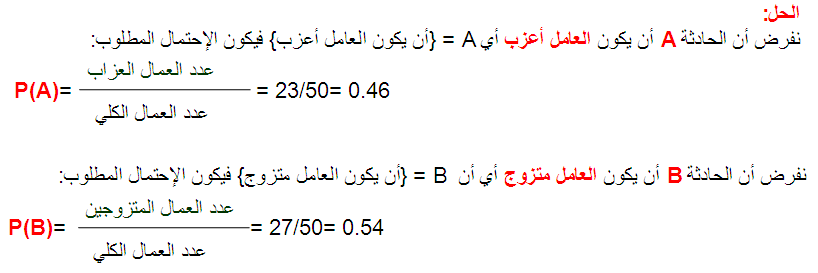 الحل:
نفرض أن الحادثة A أن يكون العامل أعزب أي A = {أن يكون العامل أعزب} فيكون الإحتمال المطلوب:
عدد العمال العزاب
P(A)= = 23/50= 0.46
عدد العمال الكلي
نفرض أن الحادثة B أن يكون العامل متزوج أي أن B = {أن يكون العامل متزوج} فيكون الإحتمال المطلوب:
عدد العمال المتزوجين
P(B)= = 27/50= 0.54
عدد العمال الكلي